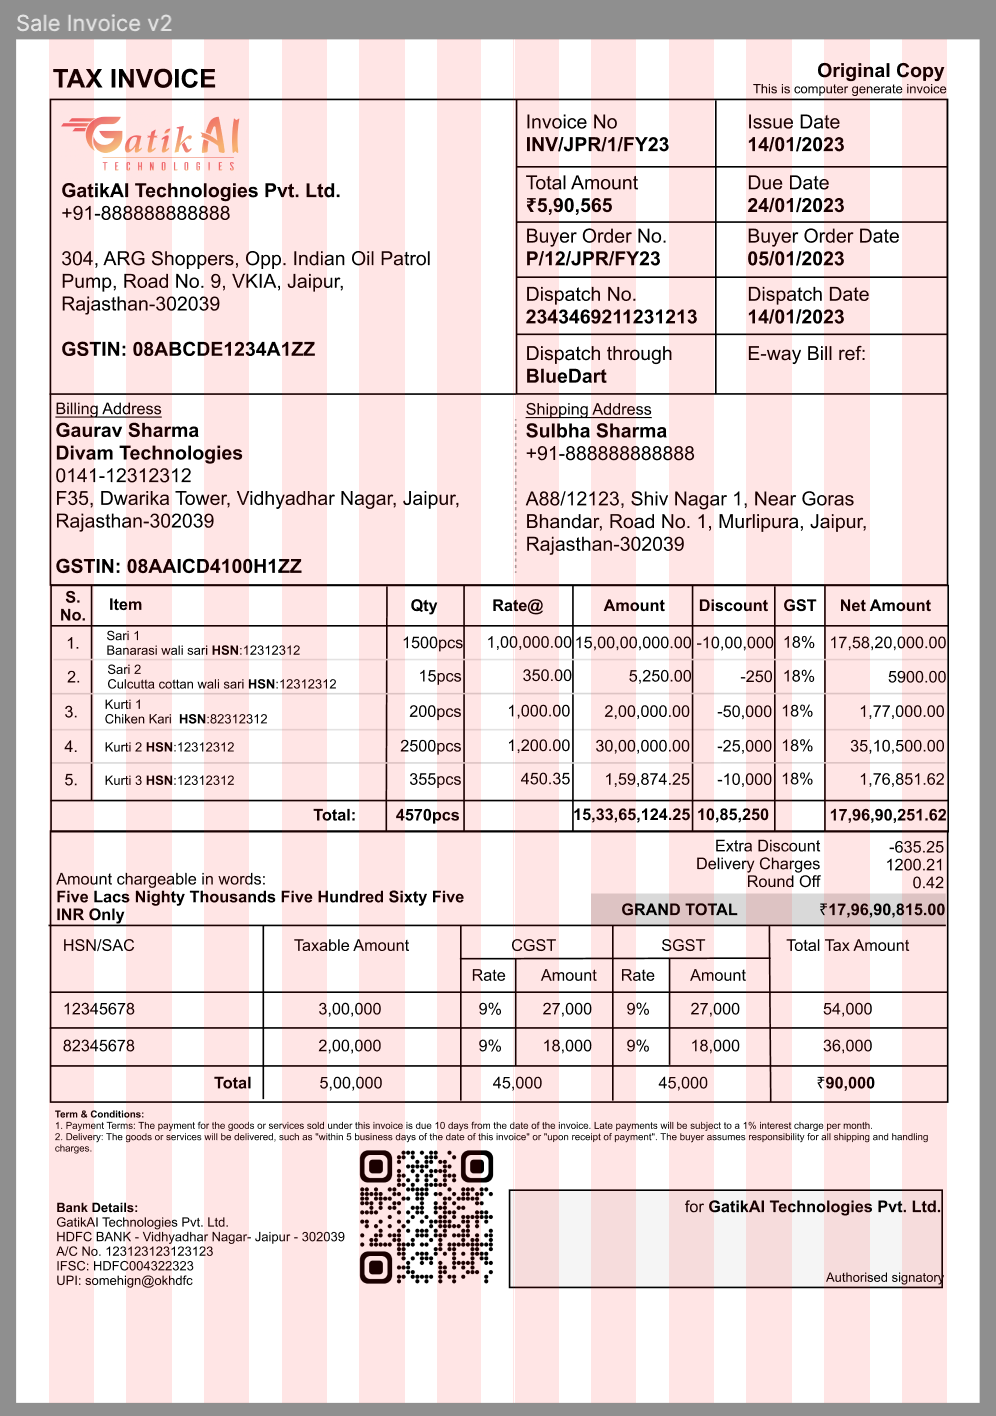 Sale Invoice v2
TAX INVOICE
Original Copy
This is computer generate invoice
GatikAI
TECHNOLOGIES
GatikAI Technologies Pvt. Ltd.
+91-888888888888
304, ARG Shoppers, Opp. Indian Oil Patrol
Pump, Road No. 9, VKIA, Jaipur,
Rajasthan-302039
GSTIN: 08ABCDE1234A1ZZ
Invoice No
INV/JPR/1/FY23
Issue Date
14/01/2023
Total Amount
₹5,90,565
Due Date
24/01/2023
Buyer Order No.
P/12/JPR/FY23
Buyer Order Date
05/01/2023
Dispatch No.
2343469211231213
Dispatch Date
14/01/2023
Dispatch through
BlueDart
E-way Bill ref:
Billing Address
Gaurav Sharma
Divam Technologies
0141-12312312
F35, Dwarika Tower, Vidhyadhar Nagar, Jaipur,
Rajasthan-302039
GSTIN: 08AAICD4100H1ZZ
Shipping Address
Sulbha Sharma
+91-888888888888
A88/12123, Shiv Nagar 1, Near Goras
Bhandar, Road No. 1, Murlipura, Jaipur,
Rajasthan-302039
S. No. Item Qty Rate@ Amount Discount GST Net Amount
1. Sari 1
Banarasi wali sari HSN:12312312 1500pcs 1,00,000.00 15,00,00,000.00 -10,00,000 18% 17,58,20,000.00
2. Sari 2
Culcutta cottan wali sari HSN:12312312 15pcs 350.00 5,250.00 -250 18% 5900.00
3. Kurti 1
Chiken Kari HSN:82312312 200pcs 1,000.00 2,00,000.00 -50,000 18% 1,77,000.00
4. Kurti 2 HSN:12312312 2500pcs 1,200.00 30,00,000.00 -25,000 18% 35,10,500.00
5. Kurti 3 HSN:12312312 355pcs 450.35 1,59,874.25 -10,000 18% 1,76,851.62
Total: 4570pcs 15,33,65,124.25 10,85,250 17,96,90,251.62
Extra Discount -635.25
Delivery Charges 1200.21
Round Off 0.42
Amount chargeable in words:
Five Lacs Nighty Thousands Five Hundred Sixty Five
INR Only
GRAND TOTAL ₹17,96,90,815.00
HSN/SAC Taxable Amount CGST SGST Total Tax Amount
Rate Amount Rate Amount
12345678 3,00,000 9% 27,000 9% 27,000 54,000
82345678 2,00,000 9% 18,000 9% 18,000 36,000
Total 5,00,000 45,000 45,000 ₹90,000
Term & Conditions:
1. Payment Terms: The payment for the goods or services sold under this invoice is due 10 days from the date of the invoice. Late payments will be subject to a 1% interest charge per month.
2. Delivery: The goods or services will be delivered, such as "within 5 business days of the date of this invoice" or "upon receipt of payment". The buyer assumes responsibility for all shipping and handling
charges.
Bank Details:
GatikAI Technologies Pvt. Ltd.
HDFC BANK - Vidhyadhar Nagar- Jaipur - 302039
A/C No. 123123123123123
IFSC: HDFC004322323
UPI: somehign@okhdfc
for GatikAI Technologies Pvt. Ltd.
Authorised signatory